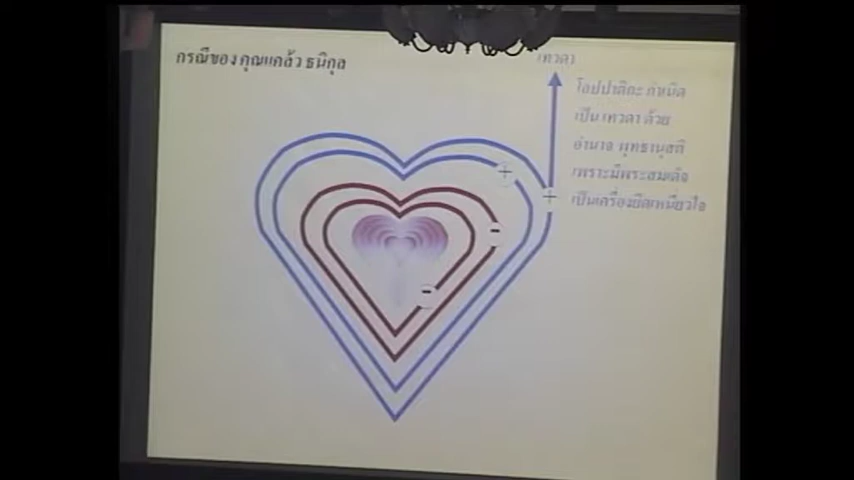 กรณีของ คุณแคล้ว ธนิกุล
เทวดา
โอปปาติกะ กำเนิด
เป็น เทวดา ด้วย
อำนาจ พุทธานุสติ
เพราะมีพระสมเด็จ
เป็นเครื่องยึดเหนี่ยวใจ
+
+
-
-